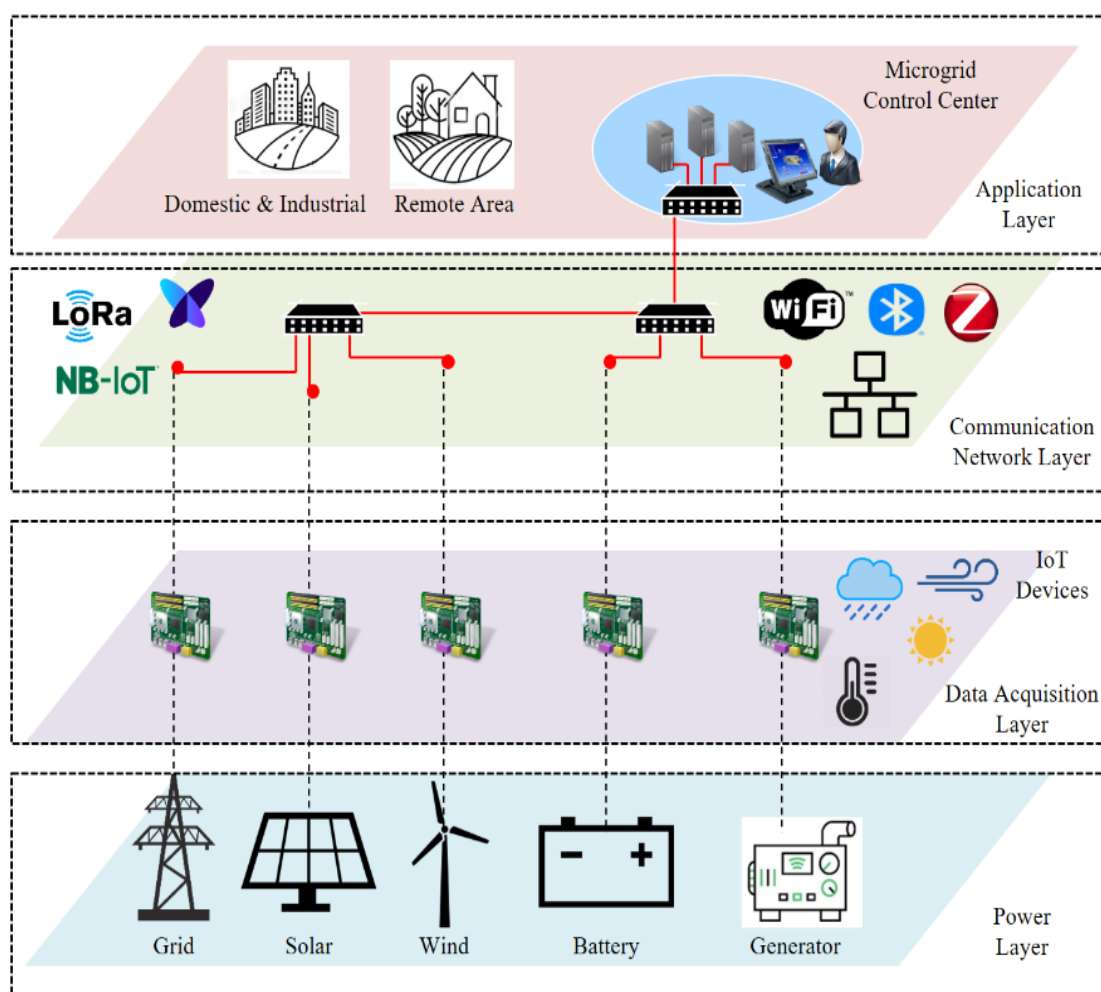 Microgrid
Control Center
Domestic & Industrial
Remote Area
Application
Layer
LoRa
WiFi™
Z
NB-IoT
Communication
Network Layer
IoT
Devices
Data Acquisition
Layer
Grid
Solar
Wind
Battery
Generator
Power
Layer